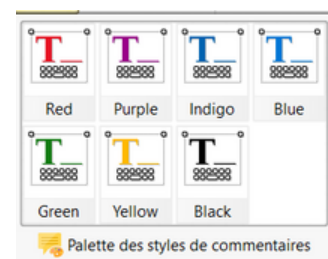 Red Purple Indigo Blue
Green Yellow Black
Palette des styles de commentaires